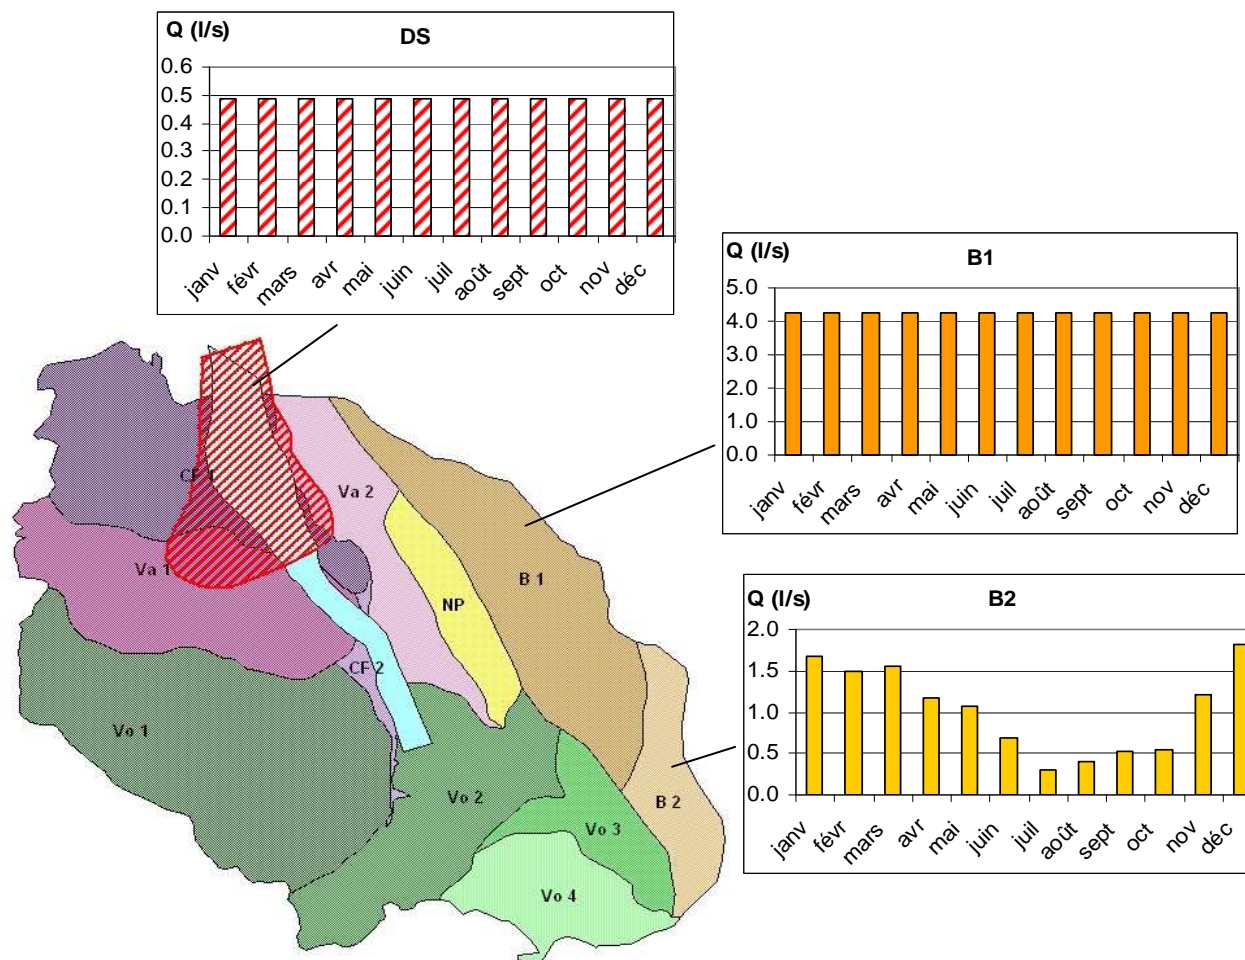 Q (l/s)
DS
0.6
0.5
0.4
0.3
0.2
0.1
0.0
janv
févr
mars
avr
mai
juin
juil
août
sept
oct
nov
déc
Q (l/s)
B1
5.0
4.0
3.0
2.0
1.0
0.0
janv
févr
mars
avr
mai
juin
juil
août
sept
oct
nov
déc
Q (l/s)
B2
2.0
1.5
1.0
0.5
0.0
janv
févr
mars
avr
mai
juin
juil
août
sept
oct
nov
déc
CF 1
Va 2
Va 1
B 1
NP
CF 2
Vo 1
Vo 2
B 2
Vo 3
Vo 4